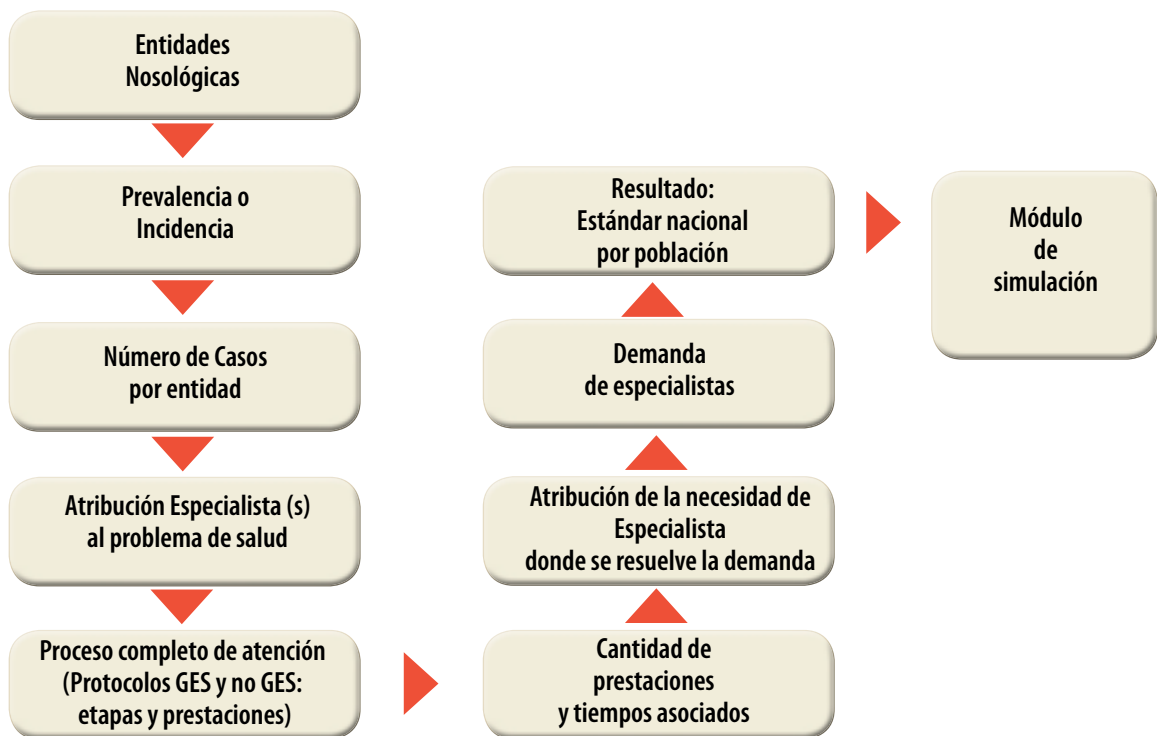 Entidades
Nosológicas
Prevalencia o
Incidencia
Número de Casos
por entidad
Atribución Especialista (s)
al problema de salud
Proceso completo de atención
(Protocolos GES y no GES:
etapas y prestaciones)
Cantidad de
prestaciones
y tiempos asociados
Atribución de la necesidad de
Especialista
donde se resuelve la demanda
Demanda
de especialistas
Resultado:
Estándar nacional
por población
Módulo
de
simulación